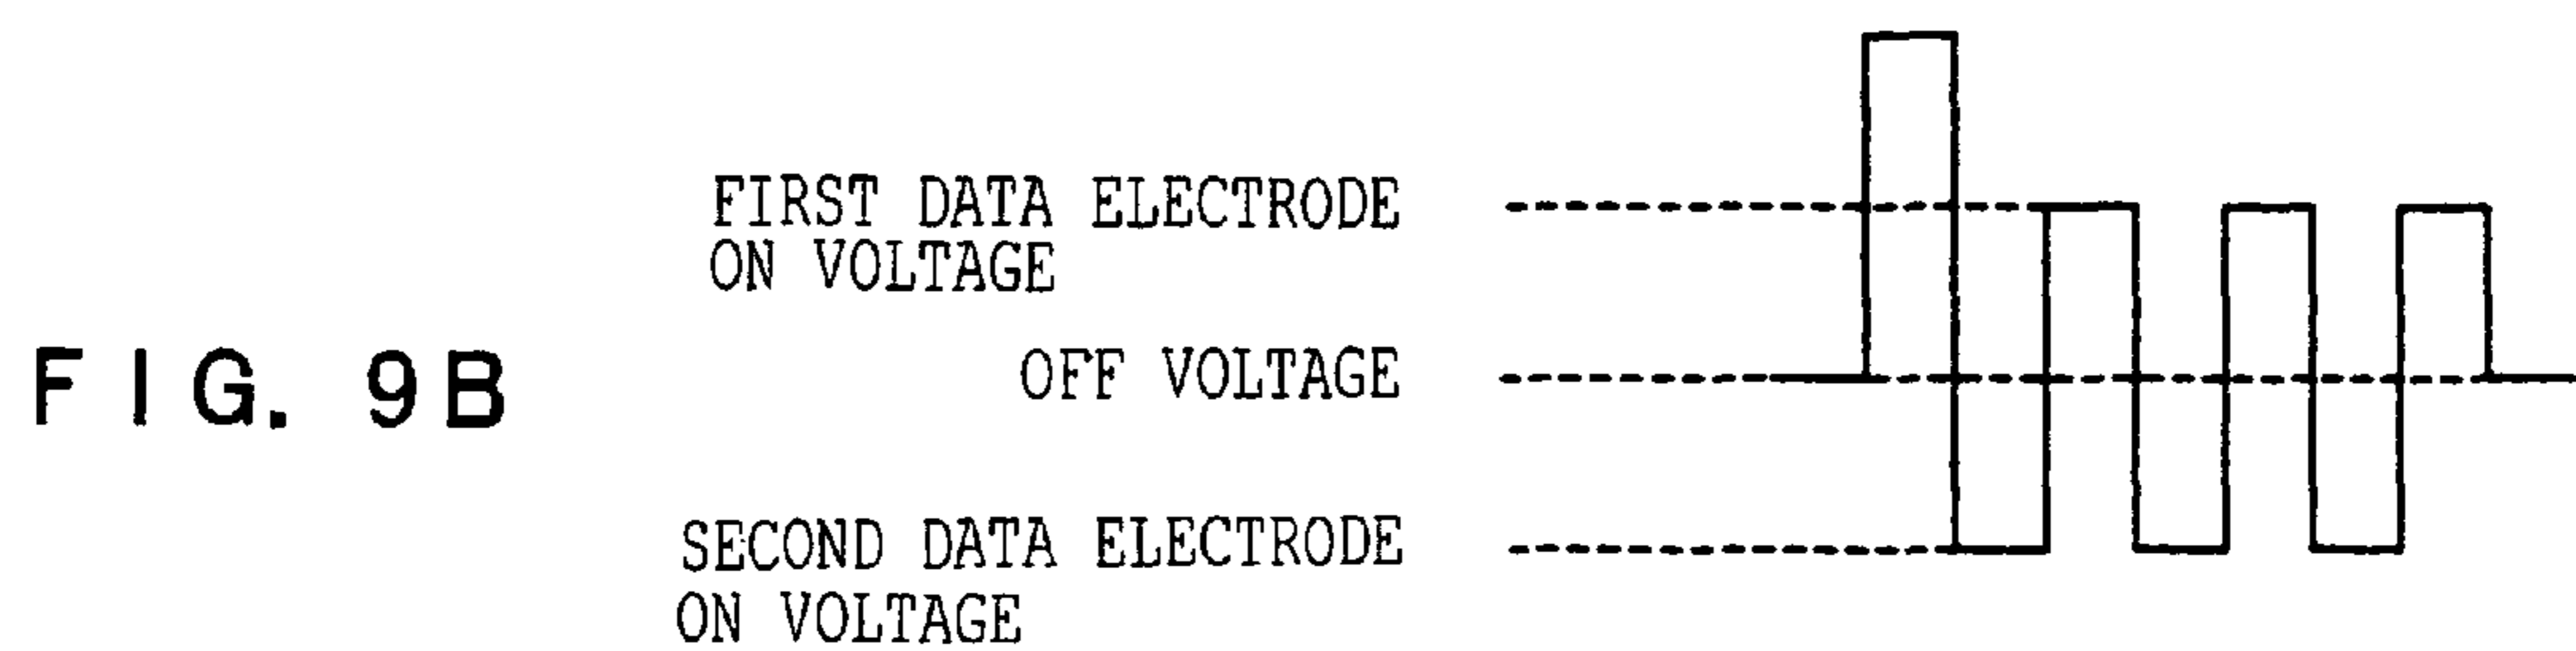 FIRST DATA ELECTRODE
ON VOLTAGE
OFF VOLTAGE
FIG. 9B
SECOND DATA ELECTRODE
ON VOLTAGE